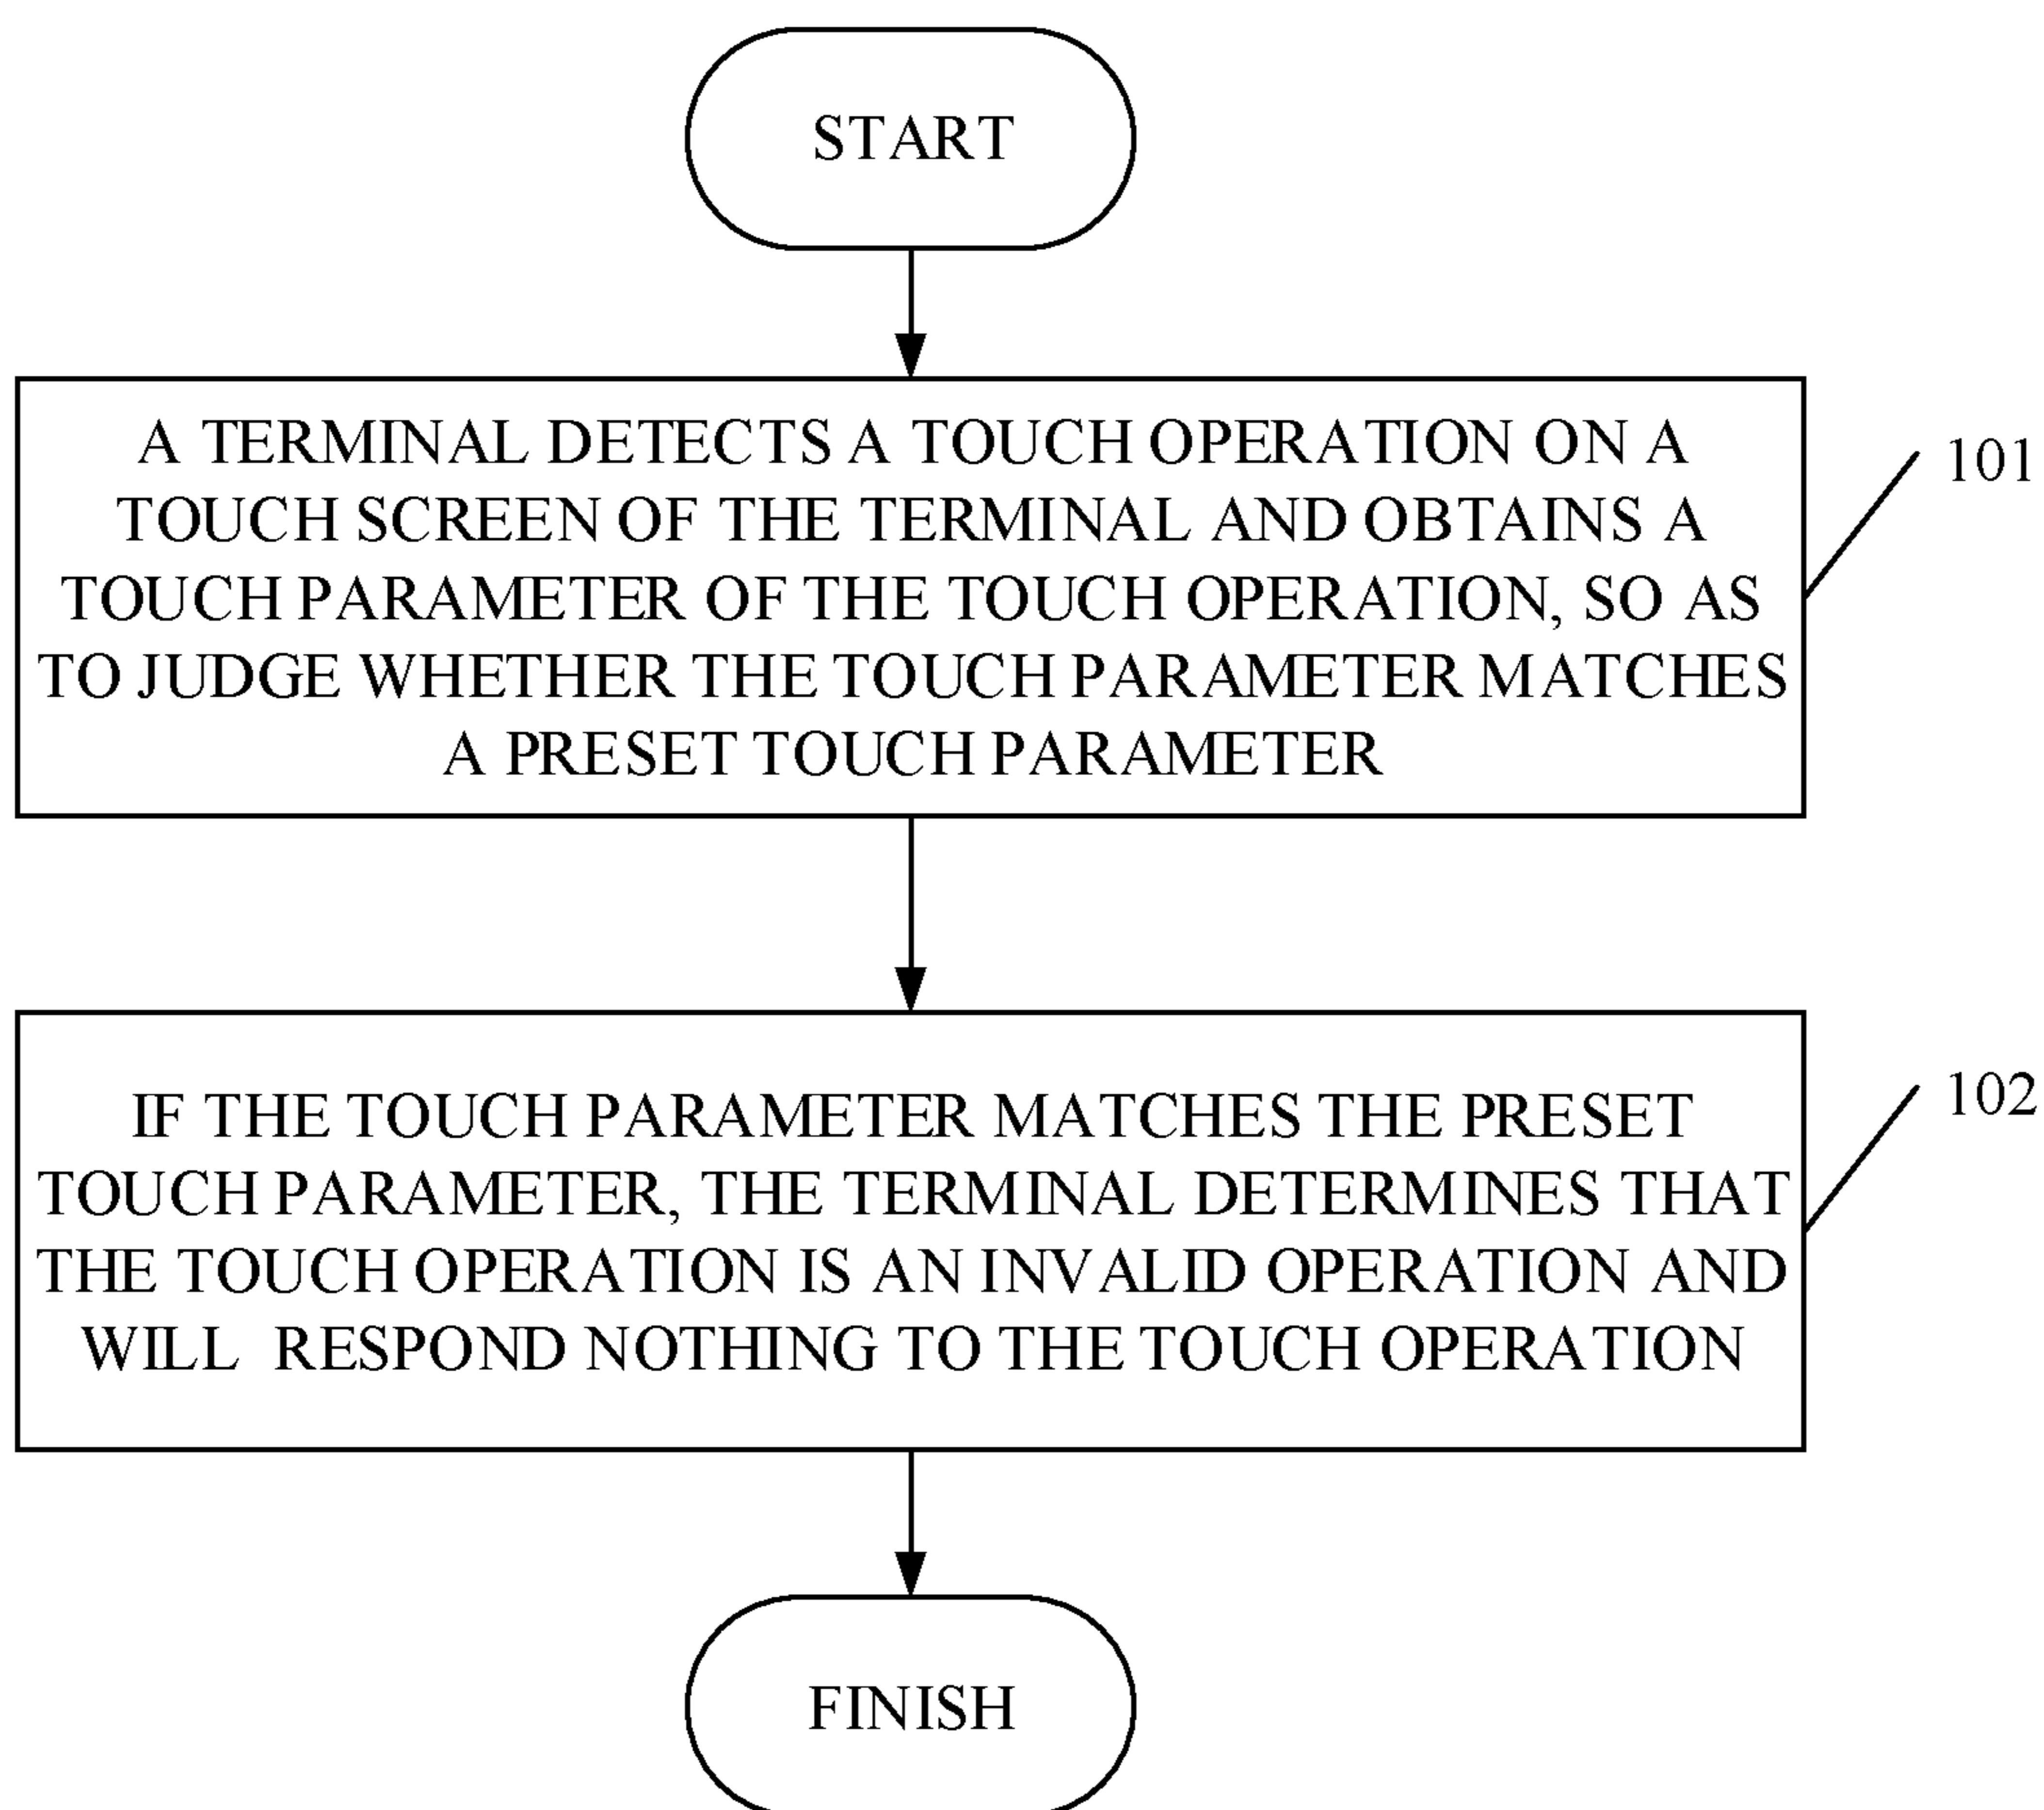 START
A TERMINAL DETECTS A TOUCH OPERATION ON A
TOUCH SCREEN OF THE TERMINAL AND OBTAINS A
TOUCH PARAMETER OF THE TOUCH OPERATION, SO AS
TO JUDGE WHETHER THE TOUCH PARAMETER MATCHES
A PRESET TOUCH PARAMETER
101
IF THE TOUCH PARAMETER MATCHES THE PRESET
TOUCH PARAMETER, THE TERMINAL DETERMINES THAT
THE TOUCH OPERATION IS AN INVALID OPERATION AND
WILL RESPOND NOTHING TO THE TOUCH OPERATION
102
FINISH